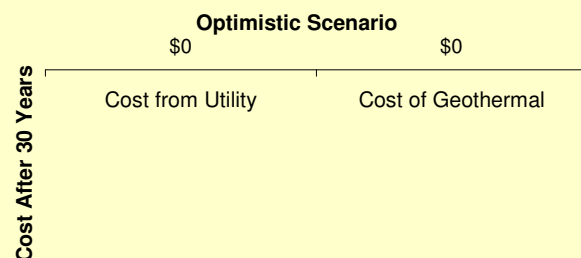 Optimistic Scenario
$0 $0
Cost from Utility Cost of Geothermal
Cost After 30 Years